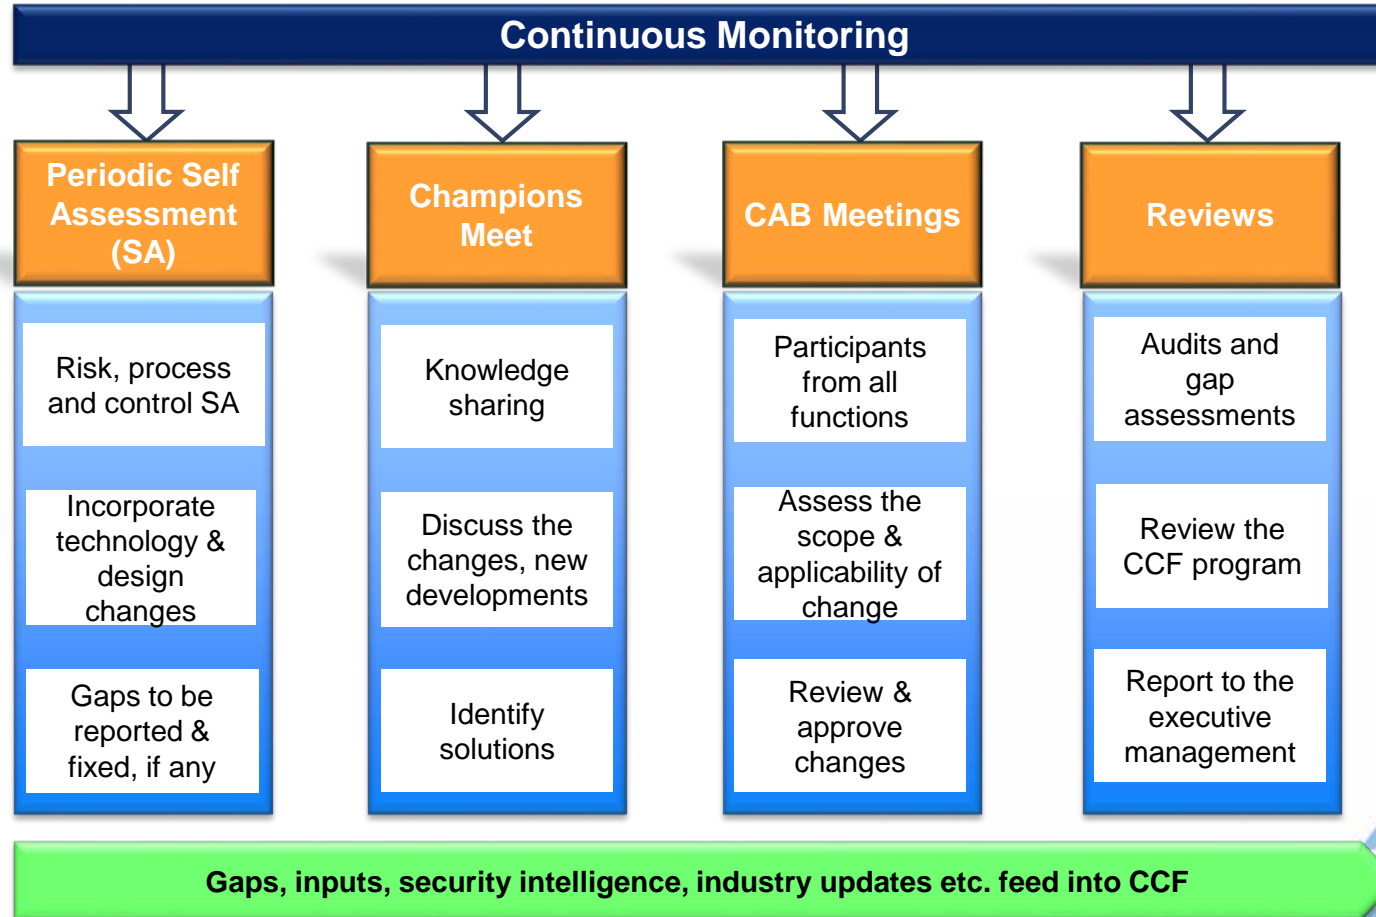 Continuous Monitoring
Periodic Self
Assessment
(SA)
Risk, process
and control SA
Incorporate
technology &
design
changes
Gaps to be
reported &
fixed, if any
Champions
Meet
Knowledge
sharing
Discuss the
changes, new
developments
Identify
solutions
CAB Meetings
Participants
from all
functions
Assess the
scope &
applicability of
change
Review &
approve
changes
Reviews
Audits and
gap
assessments
Review the
CCF program
Report to the
executive
management
Gaps, inputs, security intelligence, industry updates etc. feed into CCF